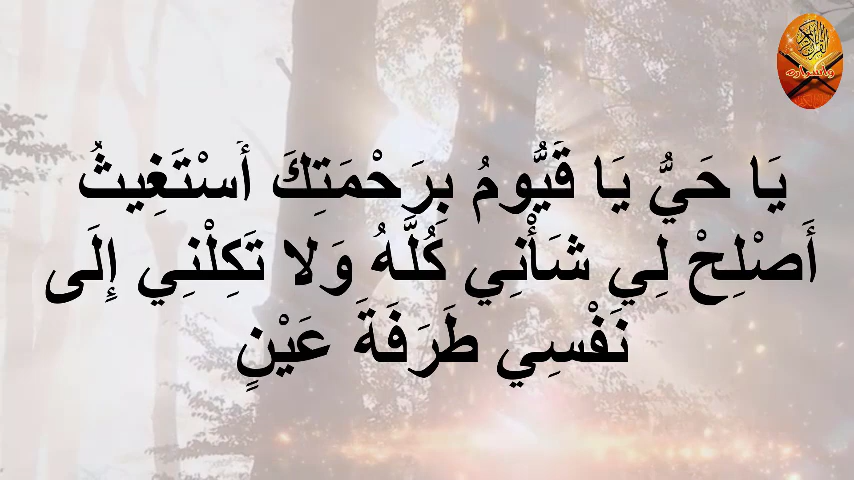 يَا حَيُّ يَا قَيُّومُ بِرَحْمَتِكَ أَسْتَغِيثُ
أَصْلِحْ لِي شَأْنِي كُلَّهُ وَلا تَكِلْنِي إِلَى
نَفْسِي طَرَفَةَ عَيْنٍ